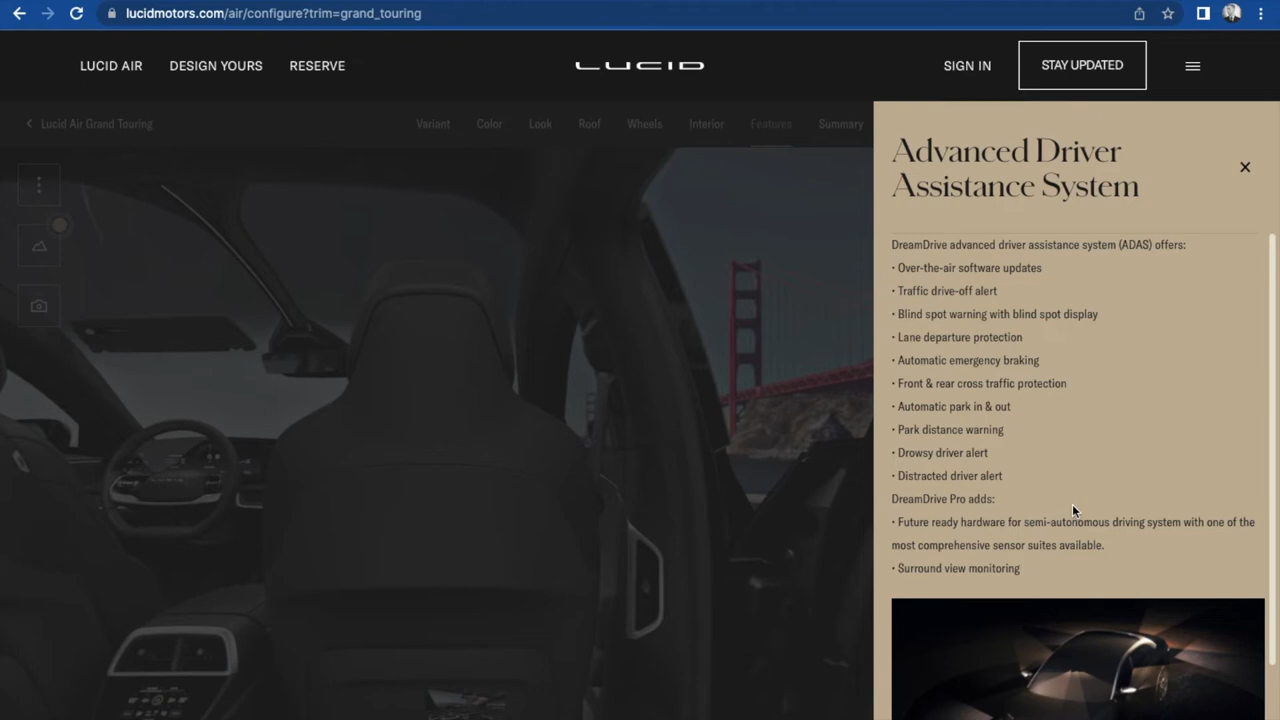 lucidmotors.com/air/configure?trim=grand_touring
LUCID AIR DESIGN YOURS RESERVE LUCID SIGN IN STAY UPDATED
Lucid Air Grand Touring Variant Color Look Roof Wheels Interior Features Summary
Advanced Driver
Assistance System
DreamDrive advanced driver assistance system (ADAS) offers:
• Over-the-air software updates
• Traffic drive-off alert
• Blind spot warning with blind spot display
• Lane departure protection
• Automatic emergency braking
• Front & rear cross traffic protection
• Automatic park in & out
• Park distance warning
• Drowsy driver alert
• Distracted driver alert
DreamDrive Pro adds:
• Future ready hardware for semi-autonomous driving system with one of the
most comprehensive sensor suites available.
• Surround view monitoring